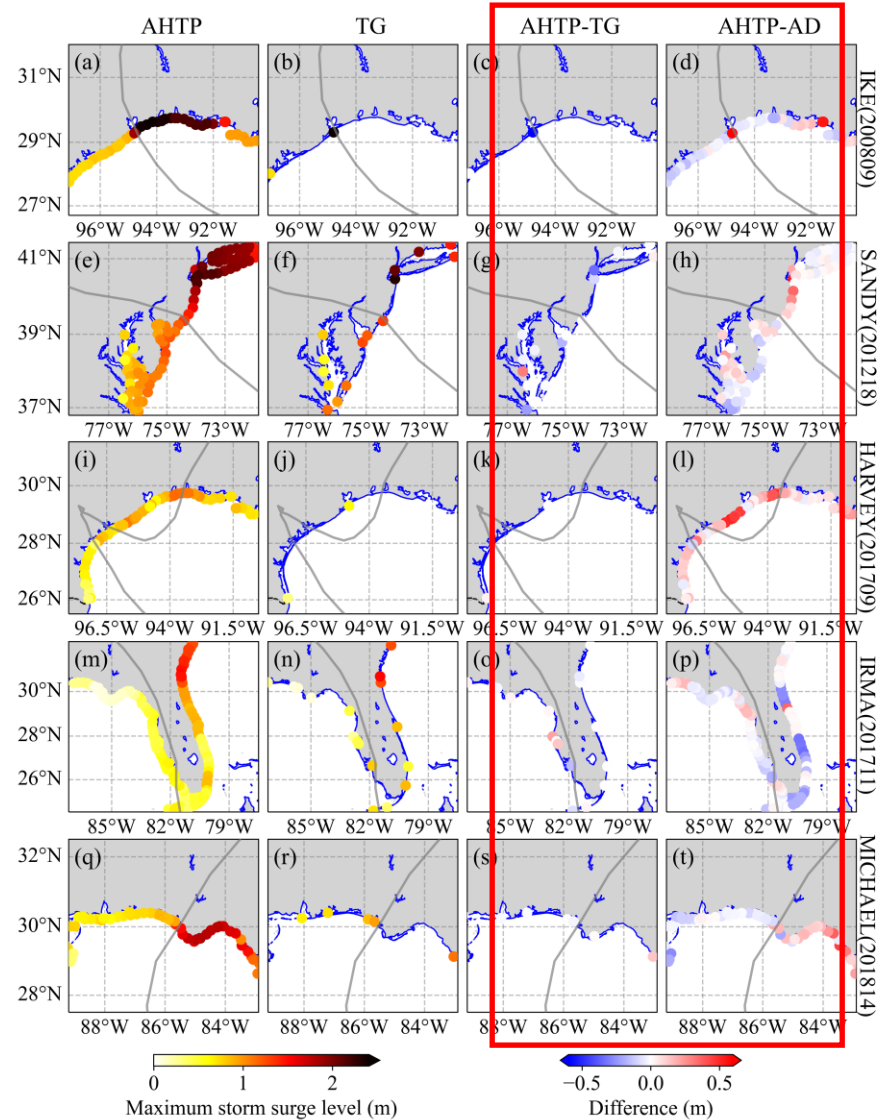 AHTP TG AHTP-TG AHTP-AD
31°N (a) (b) (c) (d) IKE(200809)
29°N
27°N
96°W 94°W 92°W 96°W 94°W 92°W 96°W 94°W 92°W 96°W 94°W 92°W
41°N (e) (f) (g) (h) SANDY(201218)
39°N
37°N
77°W 75°W 73°W 77°W 75°W 73°W 77°W 75°W 73°W 77°W 75°W 73°W
30°N (i) (j) (k) (l) HARVEY(201709)
28°N
26°N
96.5°W 94°W 91.5°W 96.5°W 94°W 91.5°W 96.5°W 94°W 91.5°W 96.5°W 94°W 91.5°W
(m) (n) (o) (p) IRMA(201711)
30°N
28°N
26°N
85°W 82°W 79°W 85°W 82°W 79°W 85°W 82°W 79°W 85°W 82°W 79°W
32°N (q) (r) (s) (t) MICHAEL(201814)
30°N
28°N
88°W 86°W 84°W 88°W 86°W 84°W 88°W 86°W 84°W 88°W 86°W 84°W
0 1 2 −0.5 0.0 0.5
Maximum storm surge level (m) Difference (m)